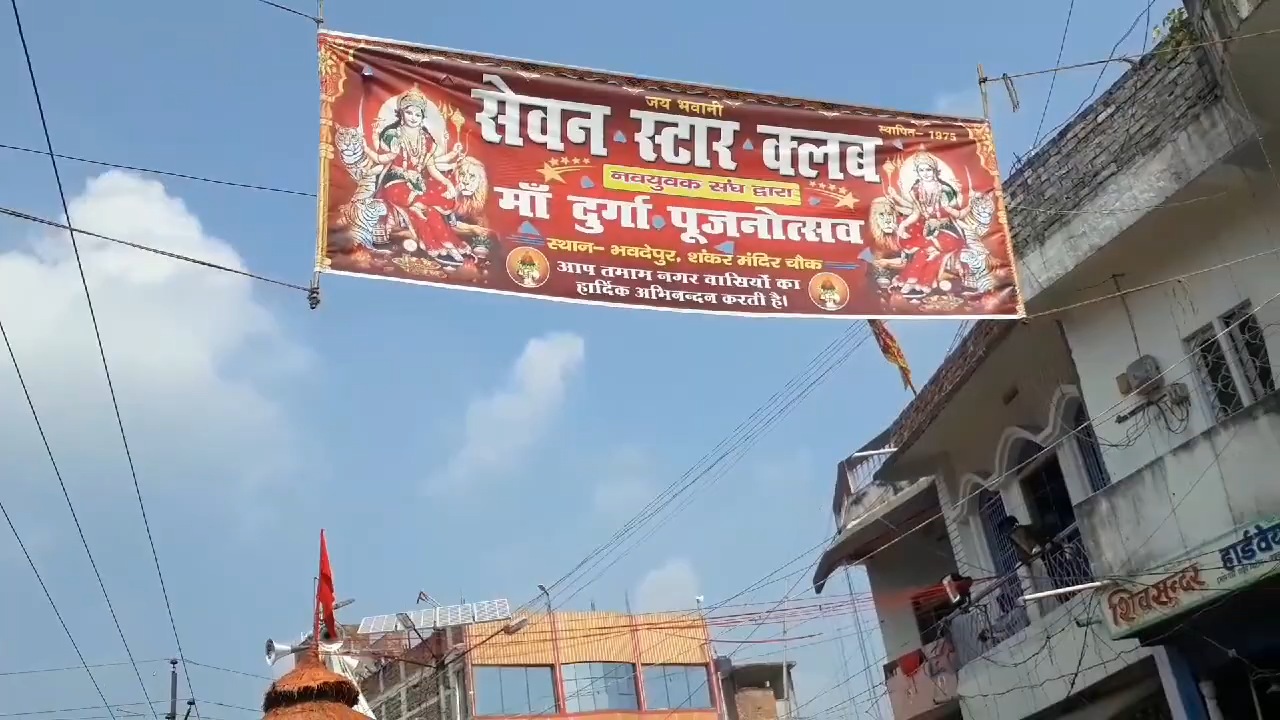 जय भवानी
स्थापित– 1975
सेवन स्टार क्लब
नवयुवक संघ द्वारा
माँ दुर्गा पूजनोत्सव
स्थान– भवदेपुर, शंकर मंदिर चौक
आप तमाम नगर वासियों का
हार्दिक अभिनन्दन करती है।
शिवसुन्दर